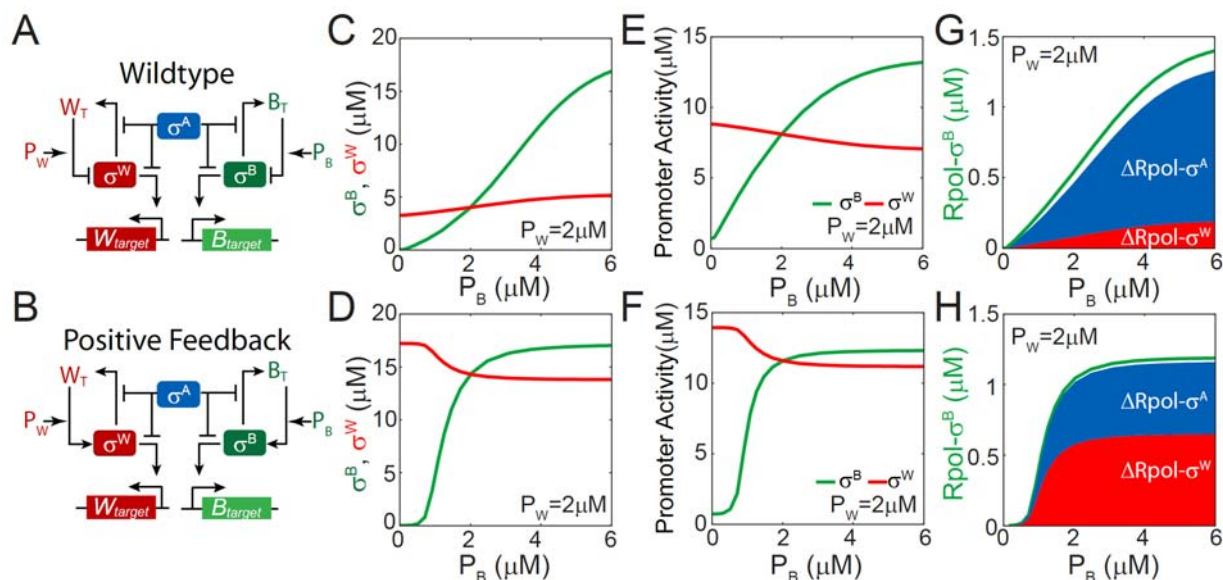 A
Wildtype
W_T
σ^A
B_T
P_W
σ^W
σ^B
P_B
W_target
B_target
B
Positive Feedback
W_T
σ^A
B_T
P_W
σ^W
σ^B
P_B
W_target
B_target
C
σ^B, σ^W (μM)
20
15
10
5
0
P_W=2μM
0
2
4
6
P_B (μM)
D
σ^B, σ^W (μM)
20
15
10
5
0
P_W=2μM
0
2
4
6
P_B (μM)
E
Promoter Activity(μM)
15
10
5
0
σ^B
σ^W
P_W=2μM
0
2
4
6
P_B (μM)
F
Promoter Activity(μM)
15
10
5
0
σ^B
σ^W
P_W=2μM
0
2
4
6
P_B (μM)
G
Rpol-σ^B (μM)
1.5
1
0.5
0
P_W=2μM
ΔRpol-σ^A
ΔRpol-σ^W
0
2
4
6
P_B (μM)
H
Rpol-σ^B (μM)
1.5
1
0.5
0
P_W=2μM
ΔRpol-σ^A
ΔRpol-σ^W
0
2
4
6
P_B (μM)